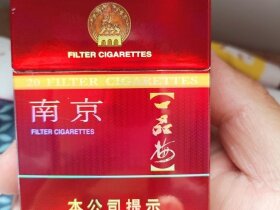 FILTER CIGARETTES
20 FILTER CIGARETTES
南京
FILTER CIGARETTES
【一品梅】
本公司提示